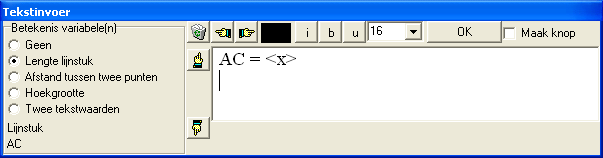 Tekstinvoer
Betekenis variabele(n)
Geen
Lengte lijnstuk
Afstand tussen twee punten
Hoekgrootte
Twee tekstwaarden
Lijnstuk
AC
i b u 16 OK Maak knop
AC = <x>